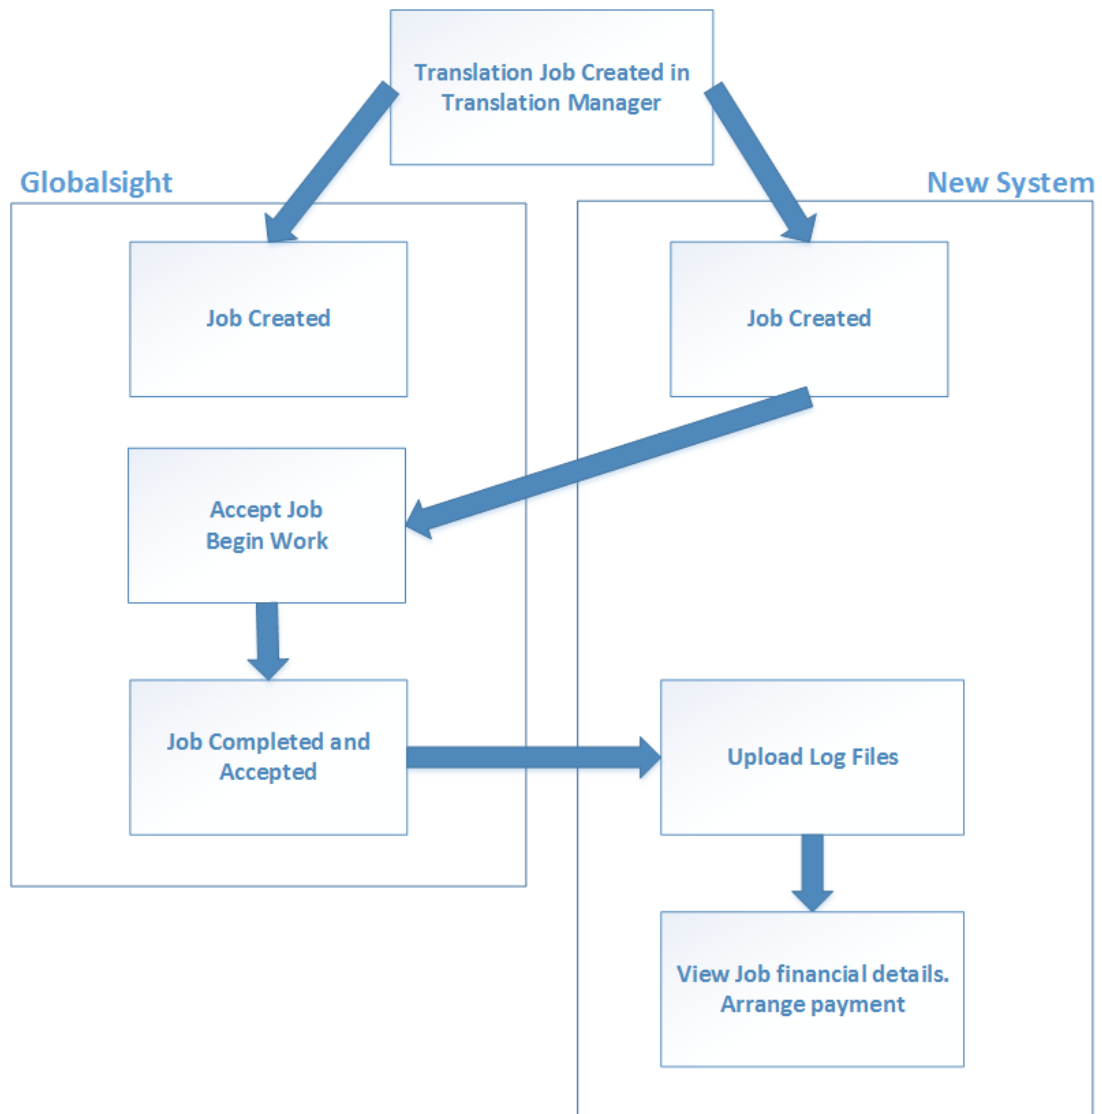 Translation Job Created in
Translation Manager
Globalsight
New System
Job Created
Job Created
Accept Job
Begin Work
Job Completed and
Accepted
Upload Log Files
View Job financial details.
Arrange payment